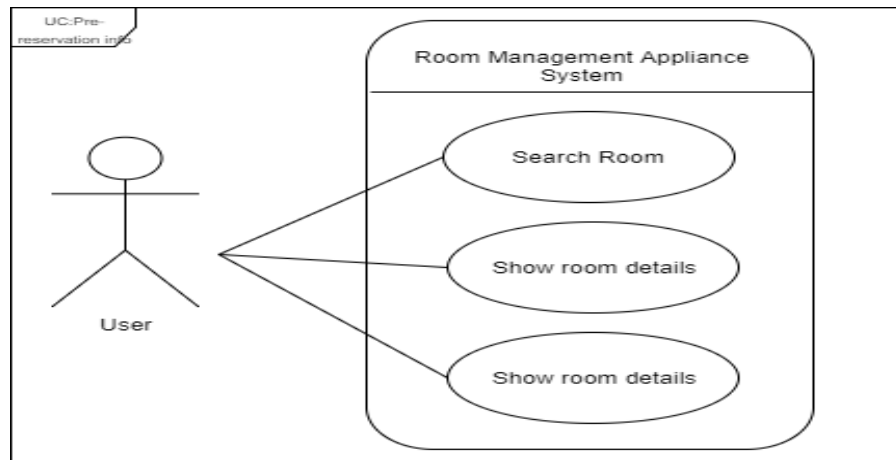 UC:Pre-
reservation info
Room Management Appliance
System
Search Room
Show room details
Show room details
User